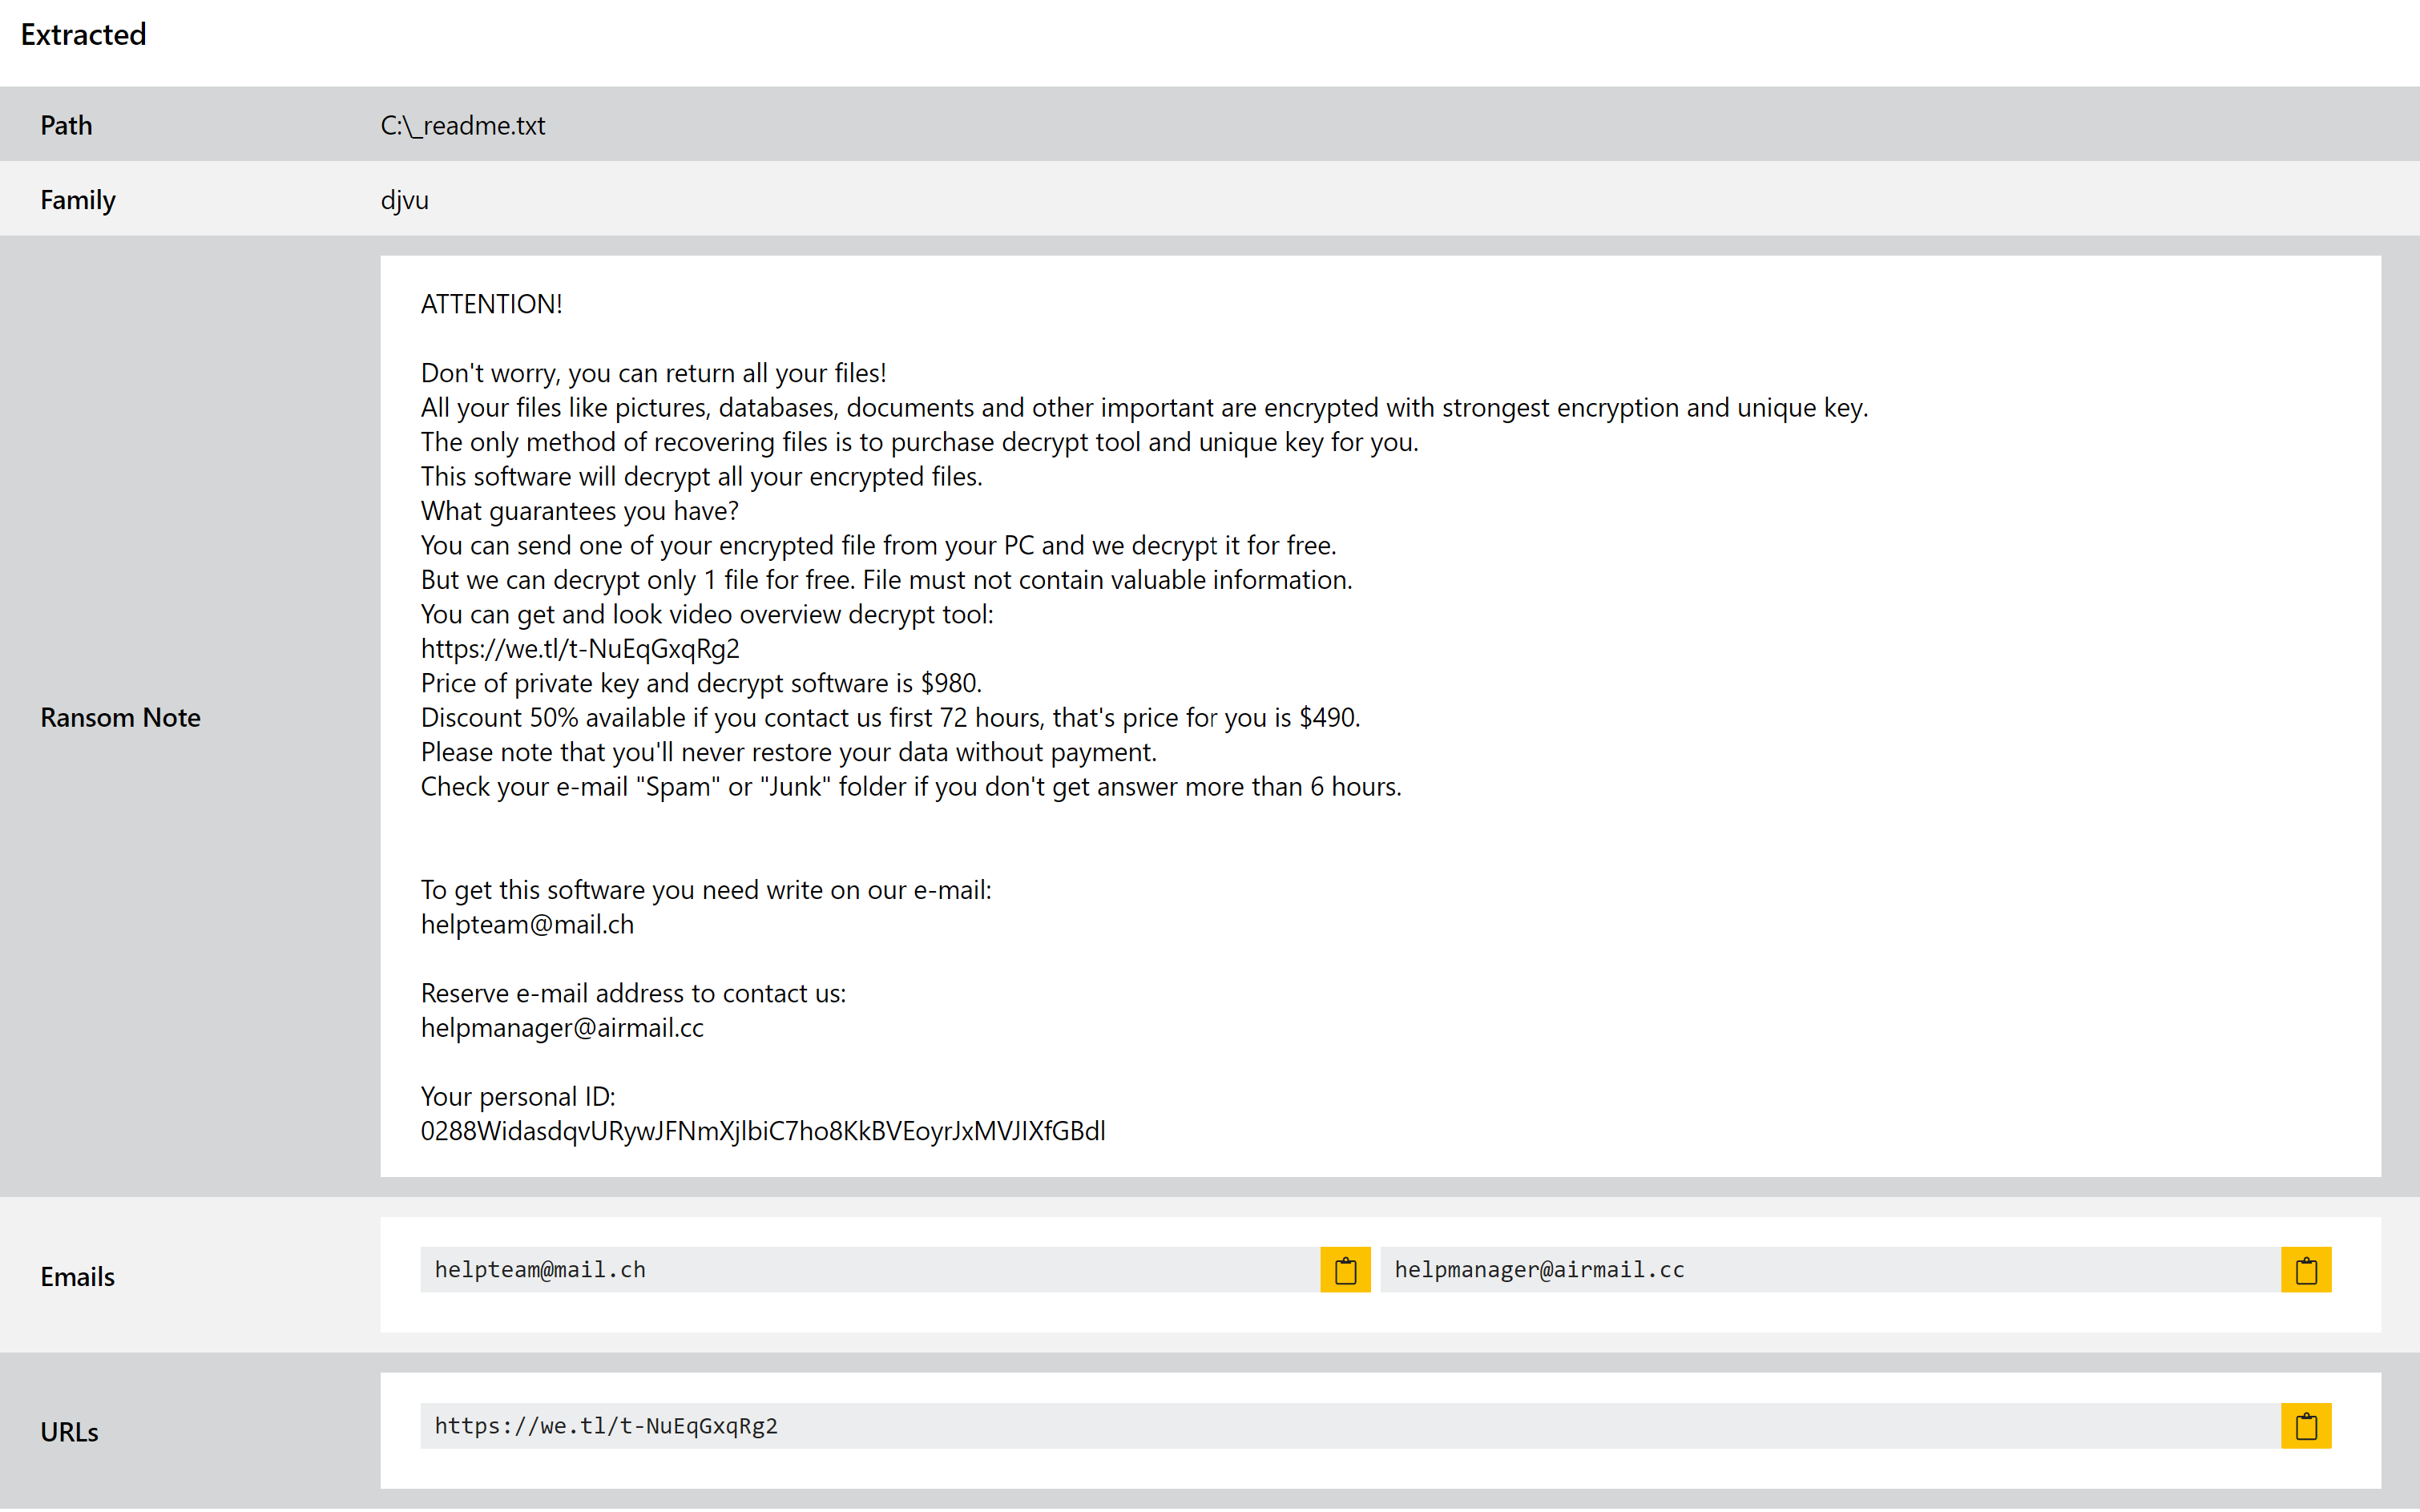 Extracted
Path
C:\_readme.txt
Family
djvu
Ransom Note
ATTENTION!
Don't worry, you can return all your files!
All your files like pictures, databases, documents and other important are encrypted with strongest encryption and unique key.
The only method of recovering files is to purchase decrypt tool and unique key for you.
This software will decrypt all your encrypted files.
What guarantees you have?
You can send one of your encrypted file from your PC and we decrypt it for free.
But we can decrypt only 1 file for free. File must not contain valuable information.
You can get and look video overview decrypt tool:
https://we.tl/t-NuEqGxqRg2
Price of private key and decrypt software is $980.
Discount 50% available if you contact us first 72 hours, that's price for you is $490.
Please note that you'll never restore your data without payment.
Check your e-mail "Spam" or "Junk" folder if you don't get answer more than 6 hours.
To get this software you need write on our e-mail:
helpteam@mail.ch
Reserve e-mail address to contact us:
helpmanager@airmail.cc
Your personal ID:
0288WidasdqvURywJFNmXjlbiC7ho8KkBVEoyrJxMVJIXfGBdl
Emails
helpteam@mail.ch
helpmanager@airmail.cc
URLs
https://we.tl/t-NuEqGxqRg2